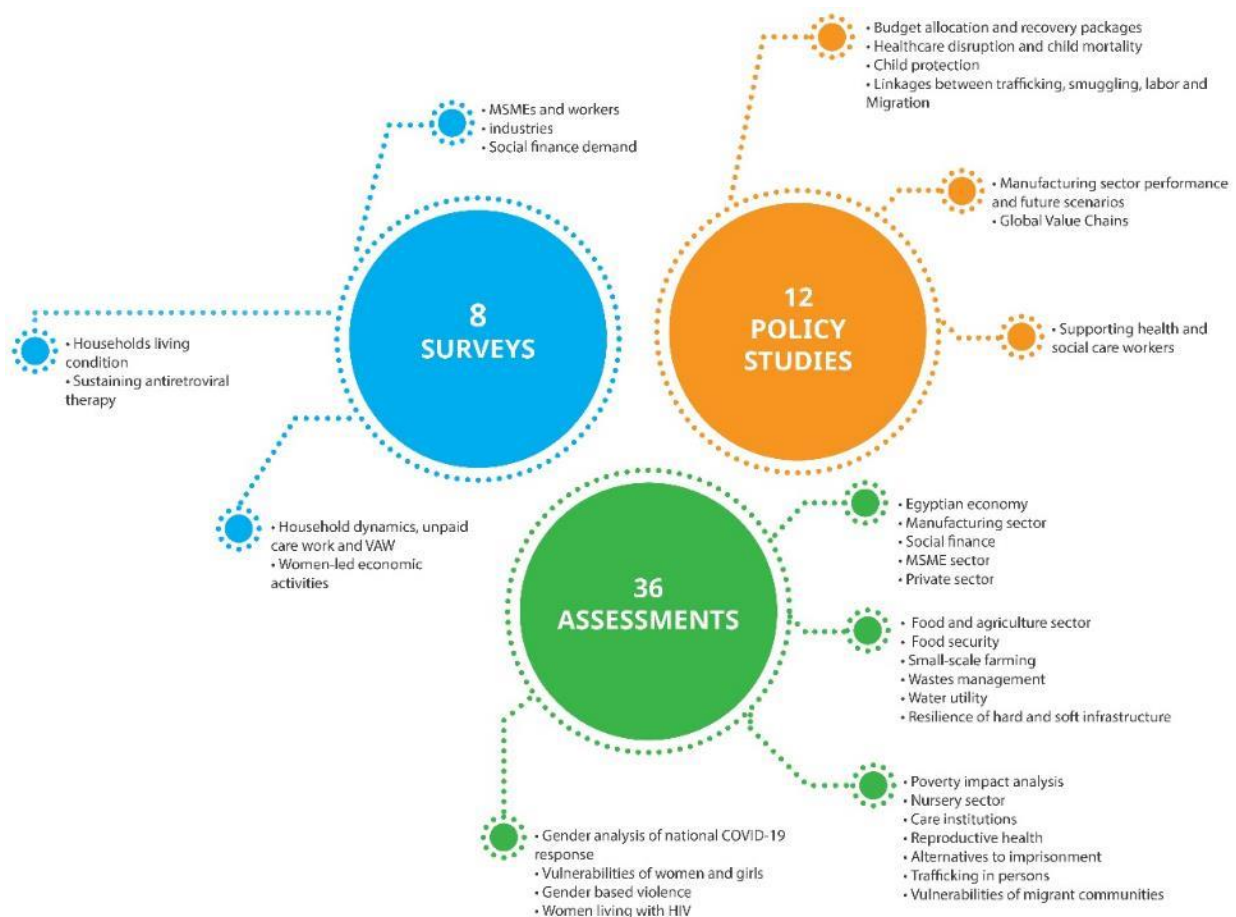 • Budget allocation and recovery packages
• Healthcare disruption and child mortality
• Child protection
• Linkages between trafficking, smuggling, labor and
Migration
• MSMEs and workers
• industries
• Social finance demand
• Manufacturing sector performance
and future scenarios
• Global Value Chains
8
SURVEYS
12
POLICY
STUDIES
• Supporting health and
social care workers
• Households living
condition
• Sustaining antiretroviral
therapy
• Household dynamics, unpaid
care work and VAW
• Women-led economic
activities
36
ASSESSMENTS
• Egyptian economy
• Manufacturing sector
• Social finance
• MSME sector
• Private sector
• Food and agriculture sector
• Food security
• Small-scale farming
• Wastes management
• Water utility
• Resilience of hard and soft infrastructure
• Poverty impact analysis
• Nursery sector
• Care institutions
• Reproductive health
• Alternatives to imprisonment
• Trafficking in persons
• Vulnerabilities of migrant communities
• Gender analysis of national COVID-19
response
• Vulnerabilities of women and girls
• Gender based violence
• Women living with HIV